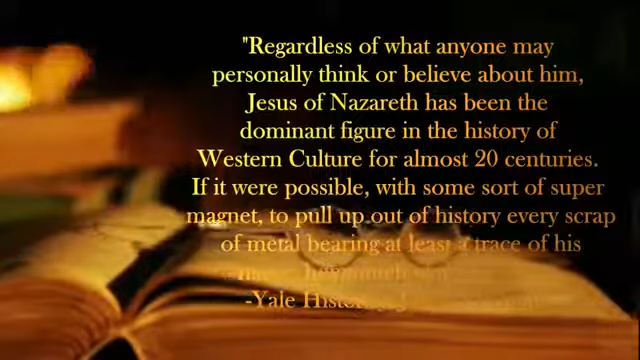 "Regardless of what anyone may
personally think or believe about him,
Jesus of Nazareth has been the
dominant figure in the history of
Western Culture for almost 20 centuries.
If it were possible, with some sort of super
magnet, to pull up out of history every scrap
of metal bearing at least a trace of his
-Yale